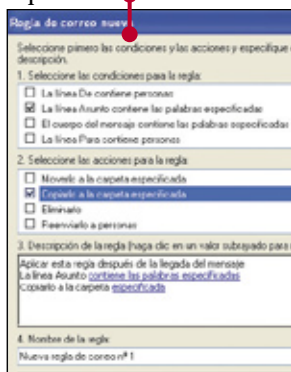 Regla de correo nueva
Seleccione primero las condiciones y las acciones y especifique
descripción.
1. Seleccione las condiciones para la regla:
La línea De contiene personas
La línea Asunto contiene las palabras especificadas
El cuerpo del mensaje contiene las palabras especificadas
La línea Para contiene personas
2. Seleccione las acciones para la regla:
Moverlo a la carpeta especificada
Copiarlo a la carpeta especificada
Eliminarlo
Reenviarlo a personas
3. Descripción de la regla (haga clic en un valor subrayado para
Aplicar esta regla después de la llegada del mensaje
La línea Asunto contiene las palabras especificadas
Copiarlo a la carpeta especificada
4. Nombre de la regla:
Nueva regla de correo nº 1